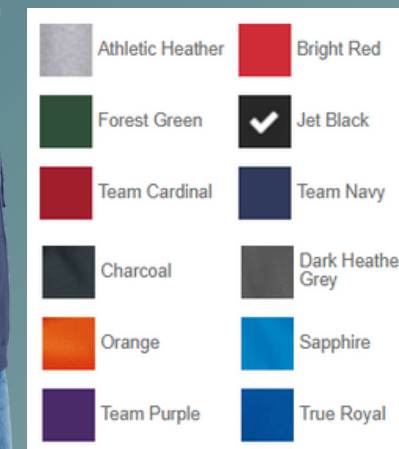 Athletic Heather
Bright Red
Forest Green
Jet Black
Team Cardinal
Team Navy
Charcoal
Dark Heathe
Grey
Orange
Sapphire
Team Purple
True Royal